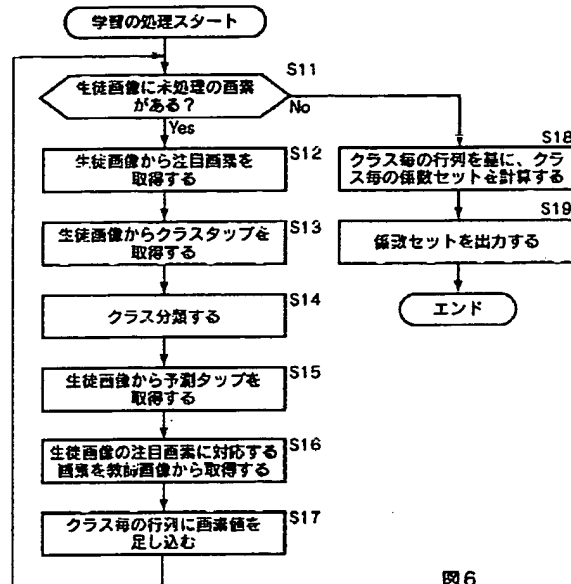 学習の処理スタート
S11
生徒画像に未処理の画素
がある？
No
Yes
S12
生徒画像から注目画素を
取得する
S13
生徒画像からクラスタップを
取得する
S14
クラス分類する
S15
生徒画像から予測タップを
取得する
S16
生徒画像の注目画素に対応する
画素を教師画像から取得する
S17
クラス毎の行列に画素値を
足し込む
S18
クラス毎の行列を基に、クラ
ス毎の係数セットを計算する
S19
係数セットを出力する
エンド
図6